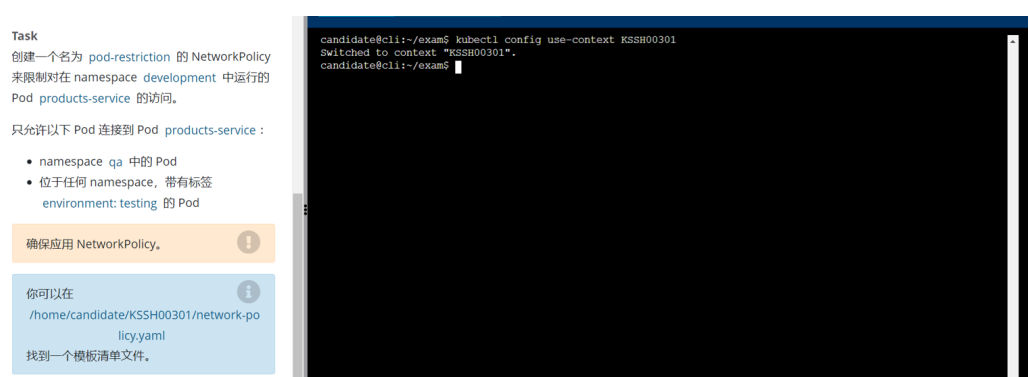 Task
创建一个名为 pod-restriction 的 NetworkPolicy
来限制对在 namespace development 中运行的
Pod products-service 的访问。
只允许以下 Pod 连接到 Pod products-service :
• namespace qa 中的 Pod
• 位于任何 namespace，带有标签
environment: testing 的 Pod
确保应用 NetworkPolicy。
你可以在
/home/candidate/KSSH00301/network-po
licy.yaml
找到一个模板清单文件。
candidate@cli:~/exam$ kubectl config use-context KSSH00301
Switched to context "KSSH00301".
candidate@cli:~/exam$